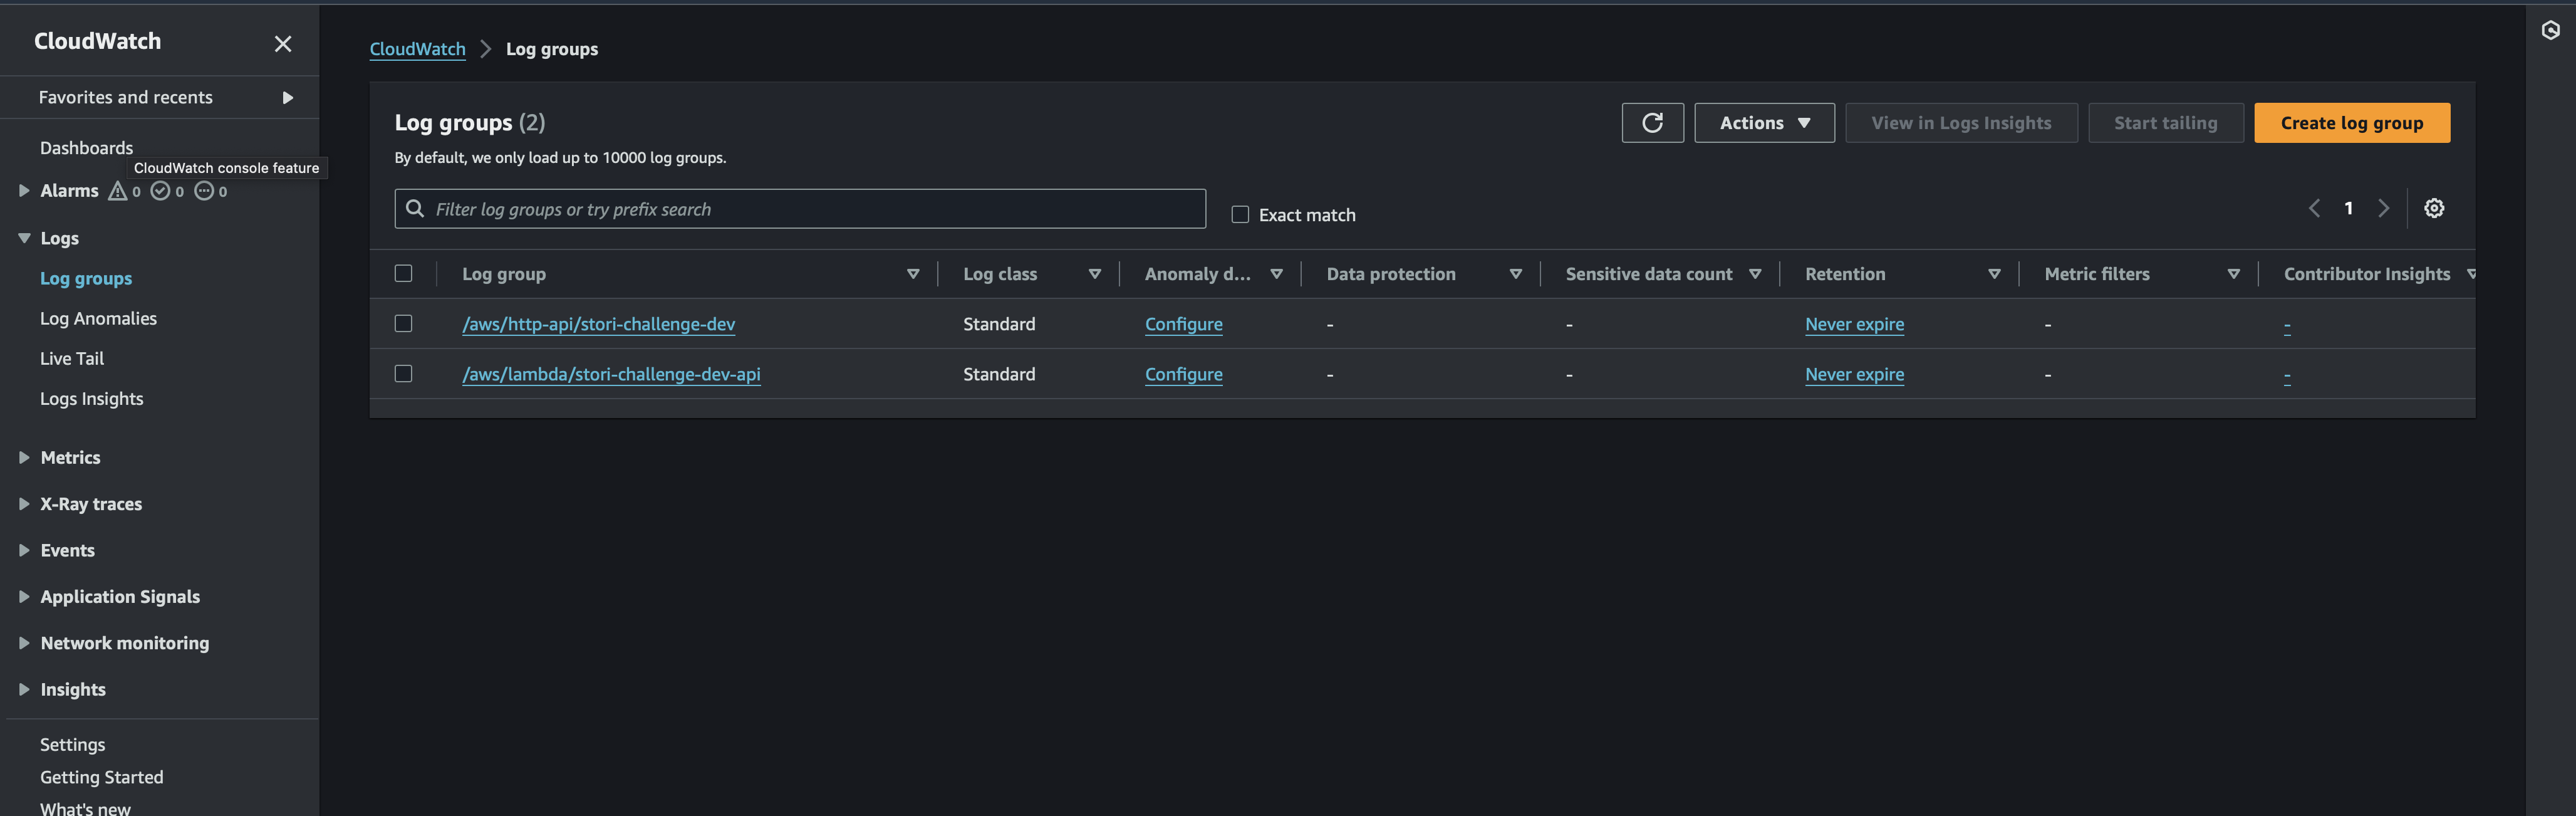 CloudWatch
Favorites and recents
Dashboards
CloudWatch console feature
Alarms 0 0 0
Logs
Log groups
Log Anomalies
Live Tail
Logs Insights
Metrics
X-Ray traces
Events
Application Signals
Network monitoring
Insights
Settings
Getting Started
What's new
CloudWatch > Log groups
Log groups (2)
By default, we only load up to 10000 log groups.
Actions
View in Logs Insights
Start tailing
Create log group
Filter log groups or try prefix search
Exact match
1
Log group Log class Anomaly d... Data protection Sensitive data count Retention Metric filters Contributor Insights
/aws/http-api/stori-challenge-dev Standard Configure - - Never expire - -
/aws/lambda/stori-challenge-dev-api Standard Configure - - Never expire - -